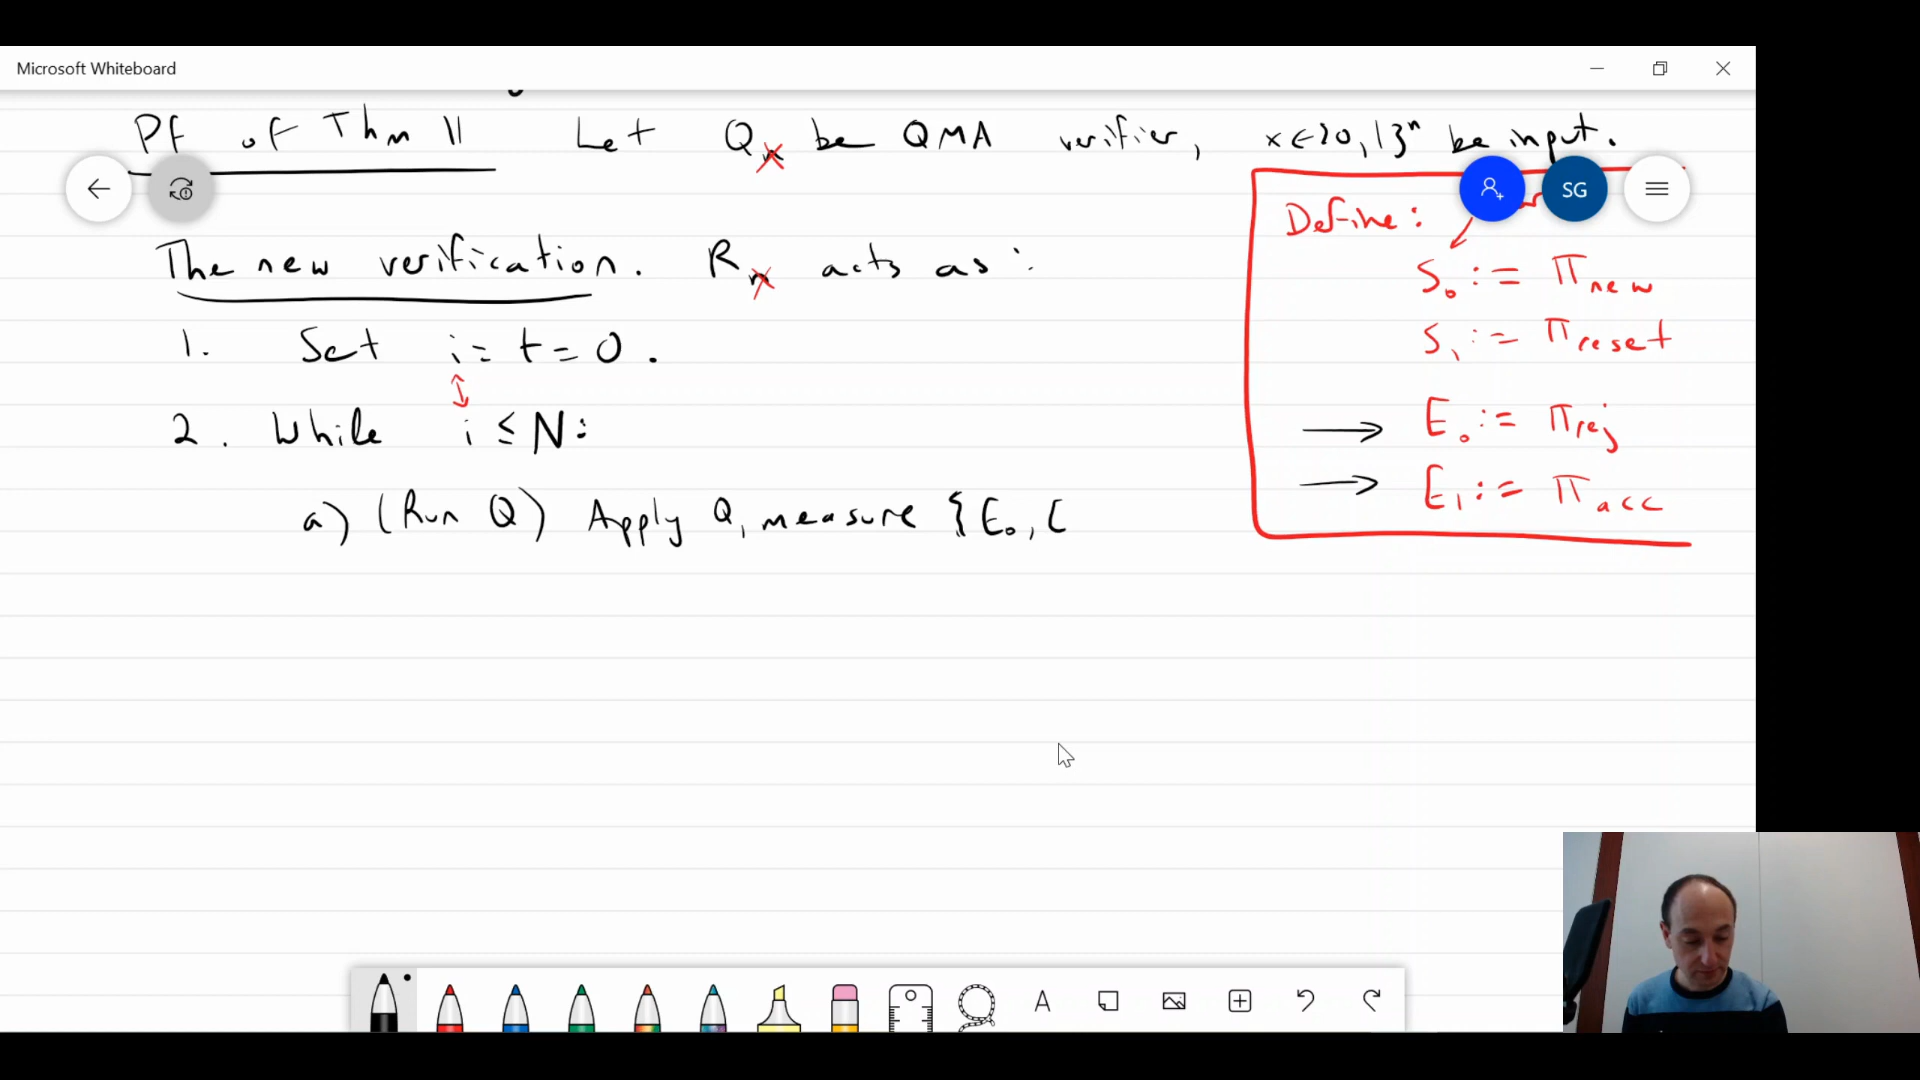 Microsoft Whiteboard
Pf of Thm 11 Let Qn be QMA verifier, x∈{0,1}ⁿ be input.
SG
Define:
The new verification. Rn acts as:
S₀ := Πnew
1. Set i = t = 0.
S₁ := Πreset
2. While i ≤ N:
→ E₀ := Πrej
→ E₁ := Πacc
a) (Run Q) Apply Q, measure {E₀, E
A